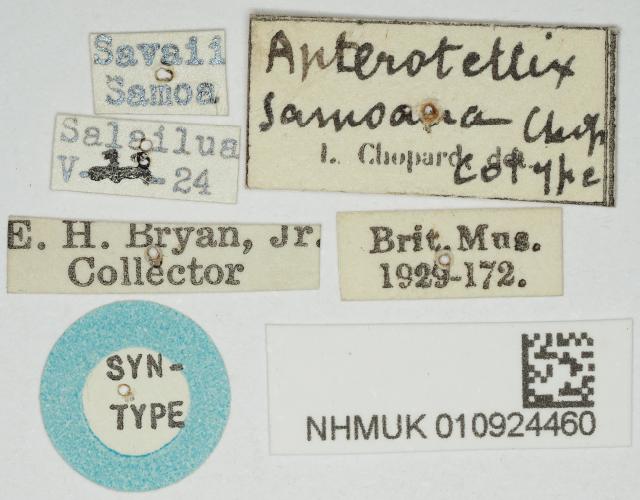 Savaii
Samoa
Salailua
V- -24
Apterotettix
samoana Chop
L. Chopard det.
Cotype
E. H. Bryan, Jr.
Collector
Brit. Mus.
1929-172.
SYN-
TYPE
NHMUK 010924460